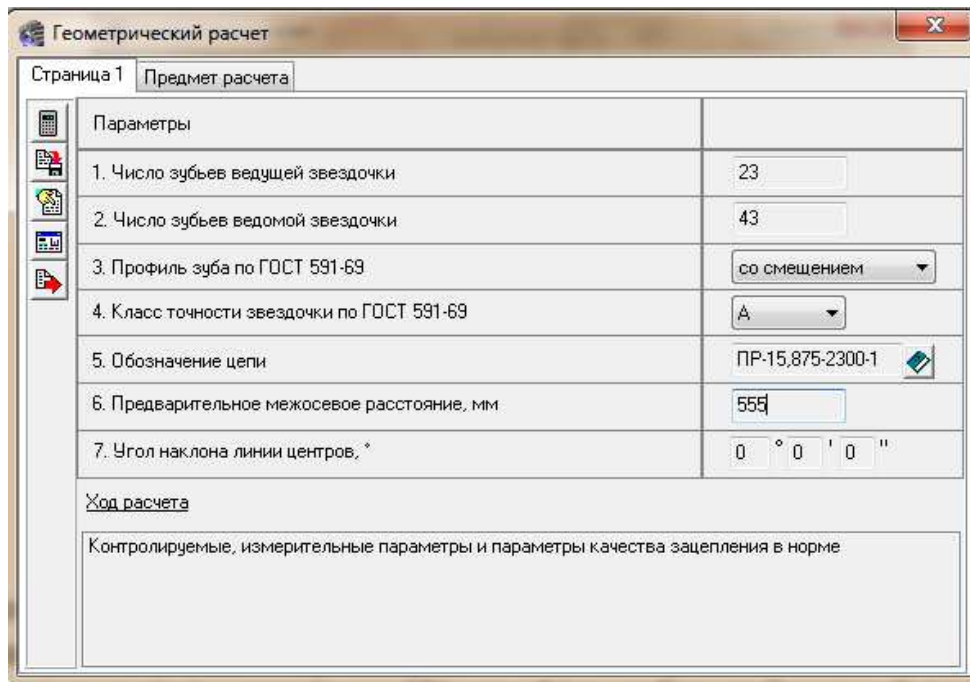 Геометрический расчет
Страница 1 Предмет расчета
Параметры
1. Число зубьев ведущей звездочки 23
2. Число зубьев ведомой звездочки 43
3. Профиль зуба по ГОСТ 591-69 со смещением
4. Класс точности звездочки по ГОСТ 591-69 А
5. Обозначение цепи ПР-15,875-2300-1
6. Предварительное межосевое расстояние, мм 555
7. Угол наклона линии центров, ° 0 ° 0 ' 0 "
Ход расчета
Контролируемые, измерительные параметры и параметры качества зацепления в норме